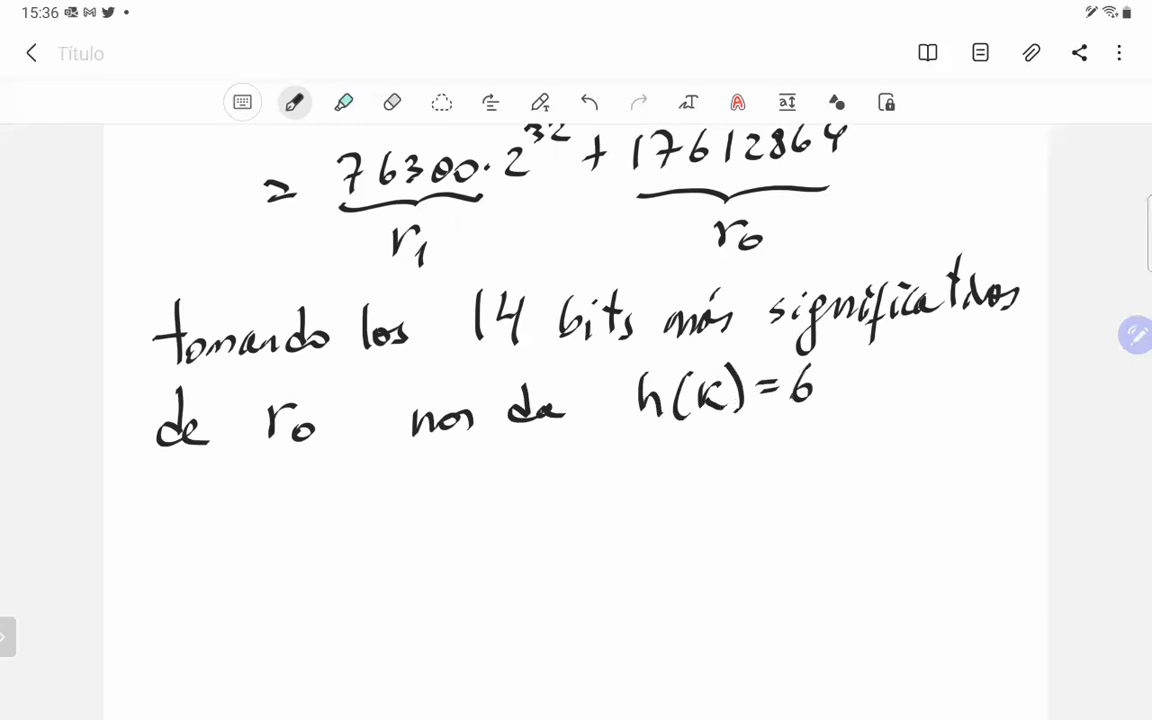 15:36
Título
= 76300 · 2^32 + 17612864
r1 r0
tomando los 14 bits más significativos
de r0 nos da h(k) = 6